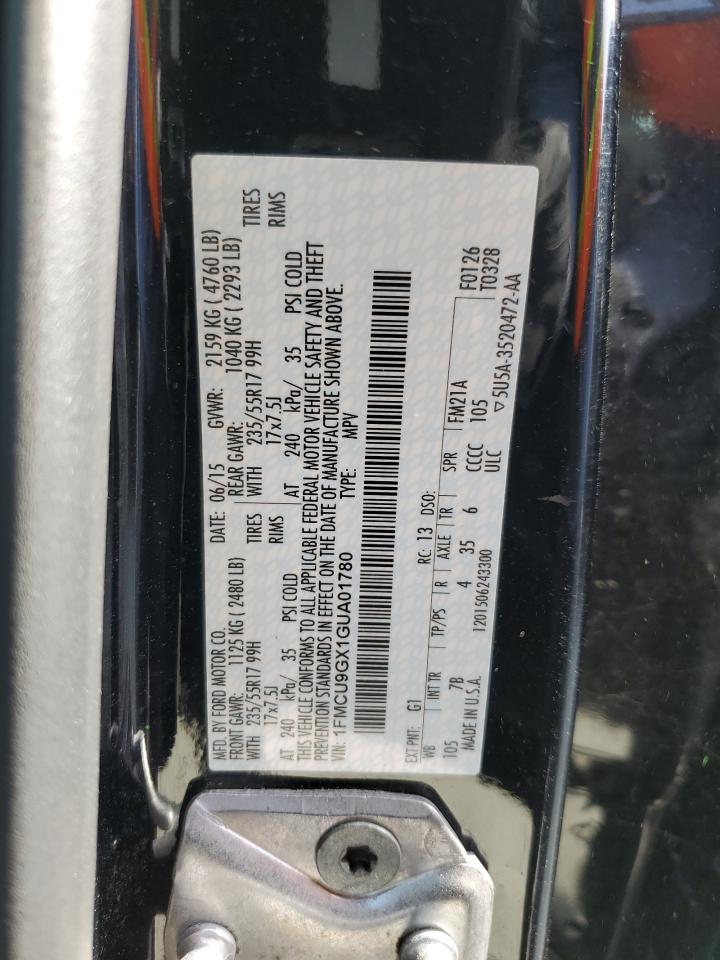 MFD. BY FORD MOTOR CO. DATE: 06/15 GVWR: 2159 KG ( 4760 LB)
FRONT GAWR: 1125 KG ( 2480 LB) REAR GAWR: 1040 KG ( 2293 LB)
WITH 235/55R17 99H TIRES WITH 235/55R17 99H TIRES
17x7.5J RIMS 17x7.5J RIMS
AT 240 kPa/ 35 PSI COLD AT 240 kPa/ 35 PSI COLD
THIS VEHICLE CONFORMS TO ALL APPLICABLE FEDERAL MOTOR VEHICLE SAFETY AND THEFT
PREVENTION STANDARDS IN EFFECT ON THE DATE OF MANUFACTURE SHOWN ABOVE.
VIN: 1FMCU9GX1GUA01780 TYPE: MPV
EXT PNT: G1 RC: 13 DSO: F0126
WB INT TR TP/PS R AXLE TR SPR FM21A T0328
105 7B 4 35 6 CCCC 105
MADE IN U.S.A. 1201506243300 ULC ▽5U5A-3520472-AA